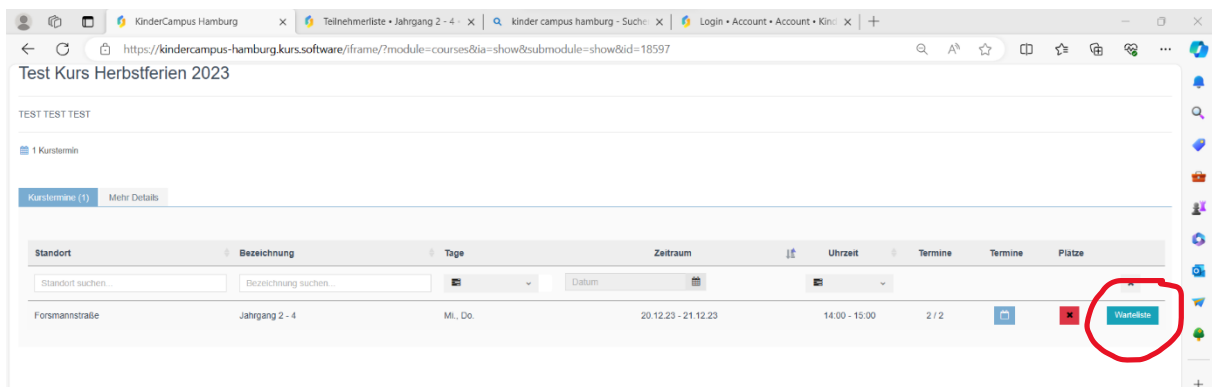 KinderCampus Hamburg
Teilnehmerliste • Jahrgang 2 - 4 -
kinder campus hamburg - Suche
Login • Account • Account • Kind
https://kindercampus-hamburg.kurs.software/iframe/?module=courses&ia=show&submodule=show&id=18597
Test Kurs Herbstferien 2023
TEST TEST TEST
1 Kurstermin
Kurstermine (1) Mehr Details
Standort Bezeichnung Tage Zeitraum Uhrzeit Termine Termine Plätze
Standort suchen... Bezeichnung suchen... Datum
Forsmannstraße Jahrgang 2 - 4 Mi., Do. 20.12.23 - 21.12.23 14:00 - 15:00 2 / 2 Warteliste